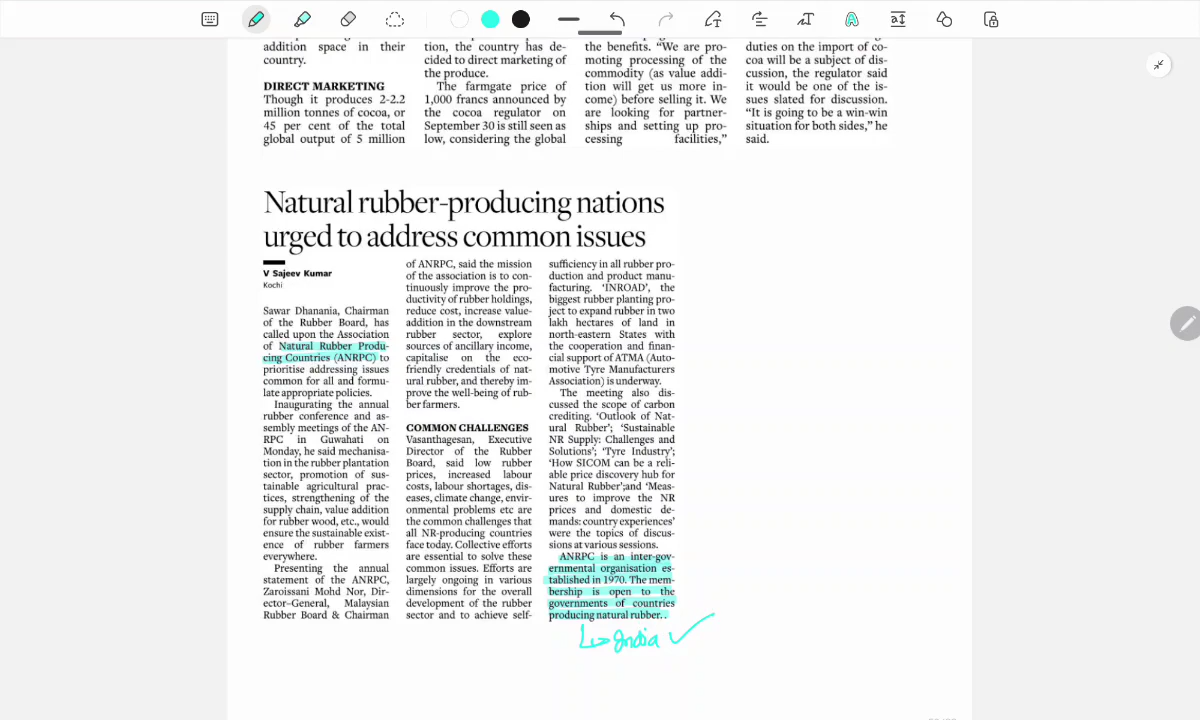 addition space in their
country.
DIRECT MARKETING
Though it produces 2-2.2
million tonnes of cocoa, or
45 per cent of the total
global output of 5 million
tion, the country has de-
cided to direct marketing of
the produce.
The farmgate price of
1,000 francs announced by
the cocoa regulator on
September 30 is still seen as
low, considering the global
the benefits. “We are pro-
moting processing of the
commodity (as value addi-
tion will get us more in-
come) before selling it. We
are looking for partner-
ships and setting up pro-
cessing facilities,”
duties on the import of co-
coa will be a subject of dis-
cussion, the regulator said
it would be one of the is-
sues slated for discussion.
“It is going to be a win-win
situation for both sides,” he
said.
Natural rubber-producing nations
urged to address common issues
V Sajeev Kumar
Kochi
Sawar Dhanania, Chairman
of the Rubber Board, has
called upon the Association
of Natural Rubber Produ-
cing Countries (ANRPC) to
prioritise addressing issues
common for all and formu-
late appropriate policies.
Inaugurating the annual
rubber conference and as-
sembly meetings of the AN-
RPC in Guwahati on
Monday, he said mechanisa-
tion in the rubber plantation
sector, promotion of sus-
tainable agricultural prac-
tices, strengthening of the
supply chain, value addition
for rubber wood, etc., would
ensure the sustainable exist-
ence of rubber farmers
everywhere.
Presenting the annual
statement of the ANRPC,
Zaroissani Mohd Nor, Dir-
ector-General, Malaysian
Rubber Board & Chairman
of ANRPC, said the mission
of the association is to con-
tinuously improve the pro-
ductivity of rubber holdings,
reduce cost, increase value-
addition in the downstream
rubber sector, explore
sources of ancillary income,
capitalise on the eco-
friendly credentials of nat-
ural rubber, and thereby im-
prove the well-being of rub-
ber farmers.
COMMON CHALLENGES
Vasanthagesan, Executive
Director of the Rubber
Board, said low rubber
prices, increased labour
costs, labour shortages, dis-
eases, climate change, envir-
onmental problems etc are
the common challenges that
all NR-producing countries
face today. Collective efforts
are essential to solve these
common issues. Efforts are
largely ongoing in various
dimensions for the overall
development of the rubber
sector and to achieve self-
sufficiency in all rubber pro-
duction and product manu-
facturing. ‘INROAD’, the
biggest rubber planting pro-
ject to expand rubber in two
lakh hectares of land in
north-eastern States with
the cooperation and finan-
cial support of ATMA (Auto-
motive Tyre Manufacturers
Association) is underway.
The meeting also dis-
cussed the scope of carbon
crediting. ‘Outlook of Nat-
ural Rubber’; ‘Sustainable
NR Supply: Challenges and
Solutions’; ‘Tyre Industry’;
‘How SICOM can be a reli-
able price discovery hub for
Natural Rubber’;and ‘Meas-
ures to improve the NR
prices and domestic de-
mands: country experiences’
were the topics of discus-
sions at various sessions.
ANRPC is an inter-gov-
ernmental organisation es-
tablished in 1970. The mem-
bership is open to the
governments of countries
producing natural rubber. .
India